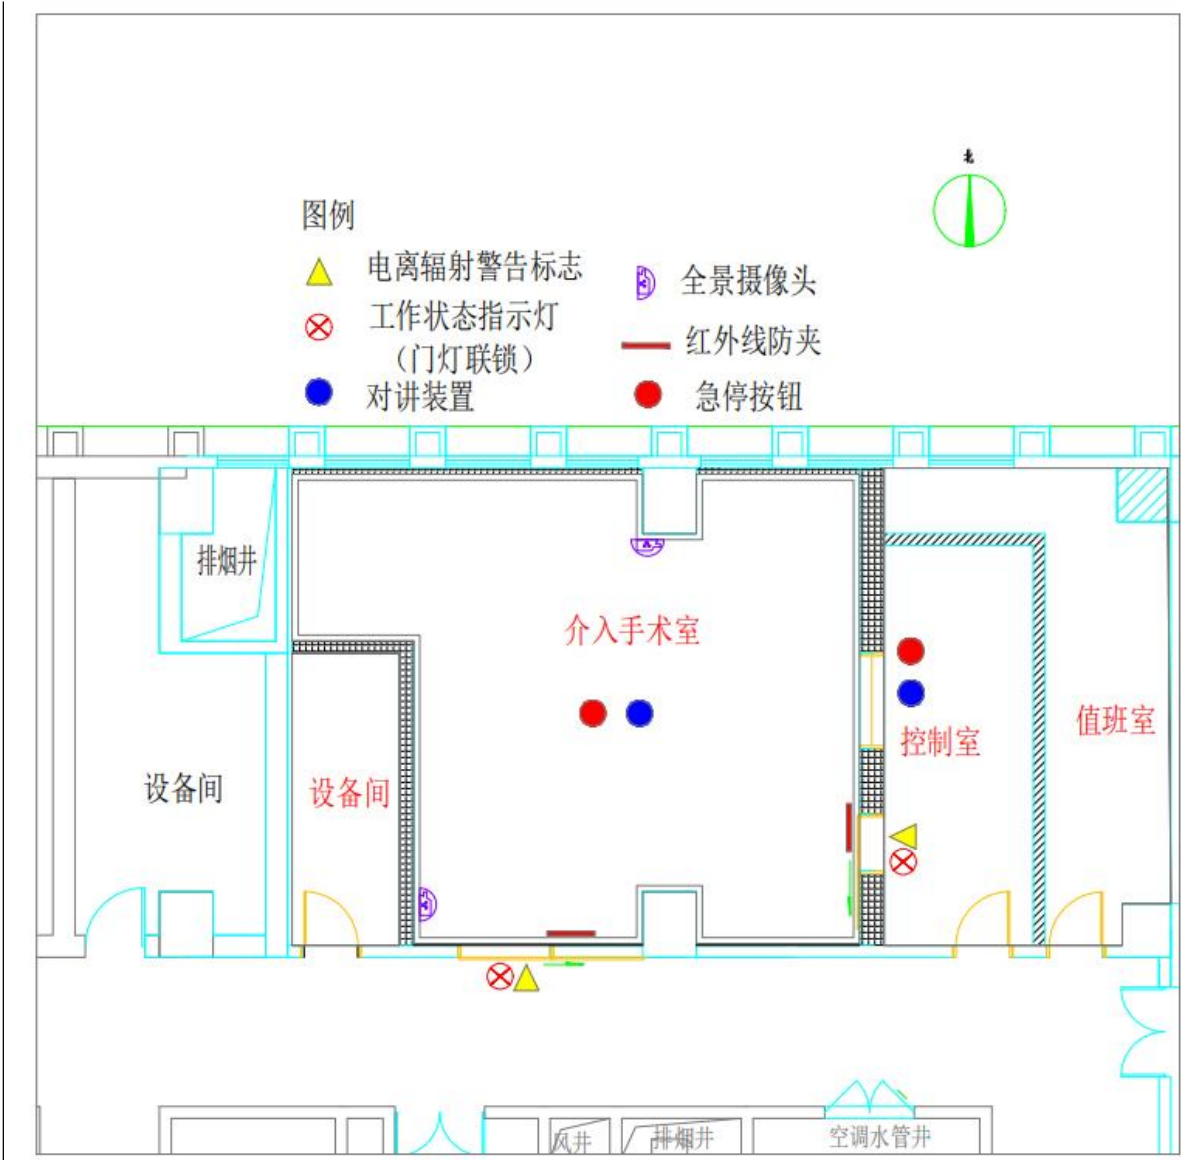 北
图例
电离辐射警告标志
全景摄像头
工作状态指示灯
（门灯联锁）
红外线防夹
对讲装置
急停按钮
排烟井
介入手术室
值班室
控制室
设备间
设备间
风井
排烟井
空调水管井